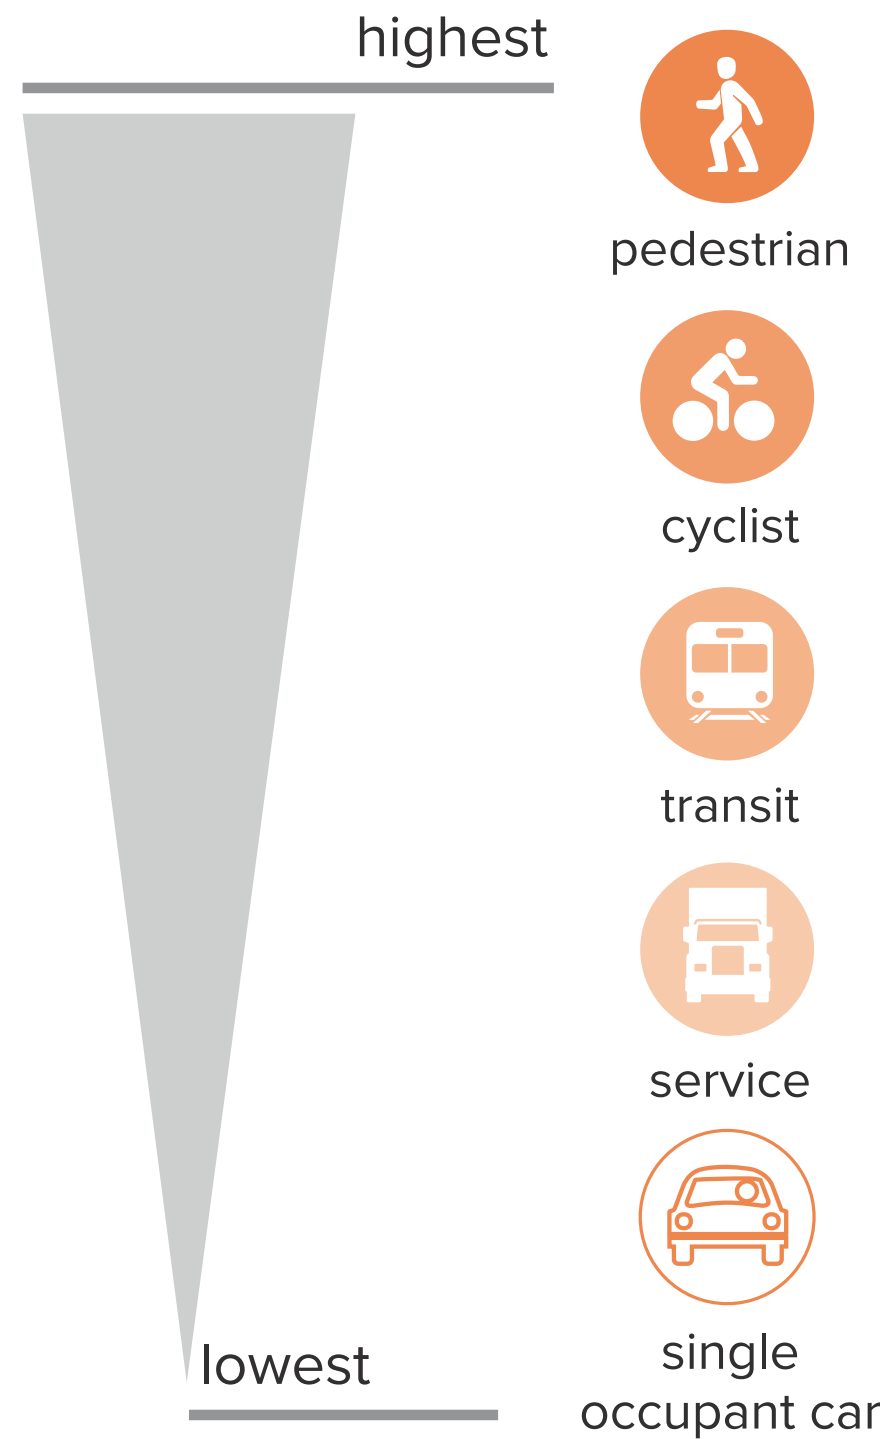 highest
pedestrian
cyclist
transit
service
lowest
single
occupant car